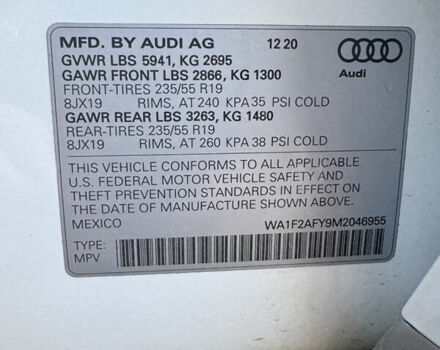 MFD. BY AUDI AG 12 20
GVWR LBS 5941, KG 2695
GAWR FRONT LBS 2866, KG 1300
FRONT-TIRES 235/55 R19
8JX19 RIMS, AT 240 KPA 35 PSI COLD
GAWR REAR LBS 3263, KG 1480
REAR-TIRES 235/55 R19
8JX19 RIMS, AT 260 KPA 38 PSI COLD
Audi
THIS VEHICLE CONFORMS TO ALL APPLICABLE
U.S. FEDERAL MOTOR VEHICLE SAFETY AND
THEFT PREVENTION STANDARDS IN EFFECT ON
THE DATE OF MANUFACTURE SHOWN ABOVE.
MEXICO WA1F2AFY9M2046955
TYPE:
MPV